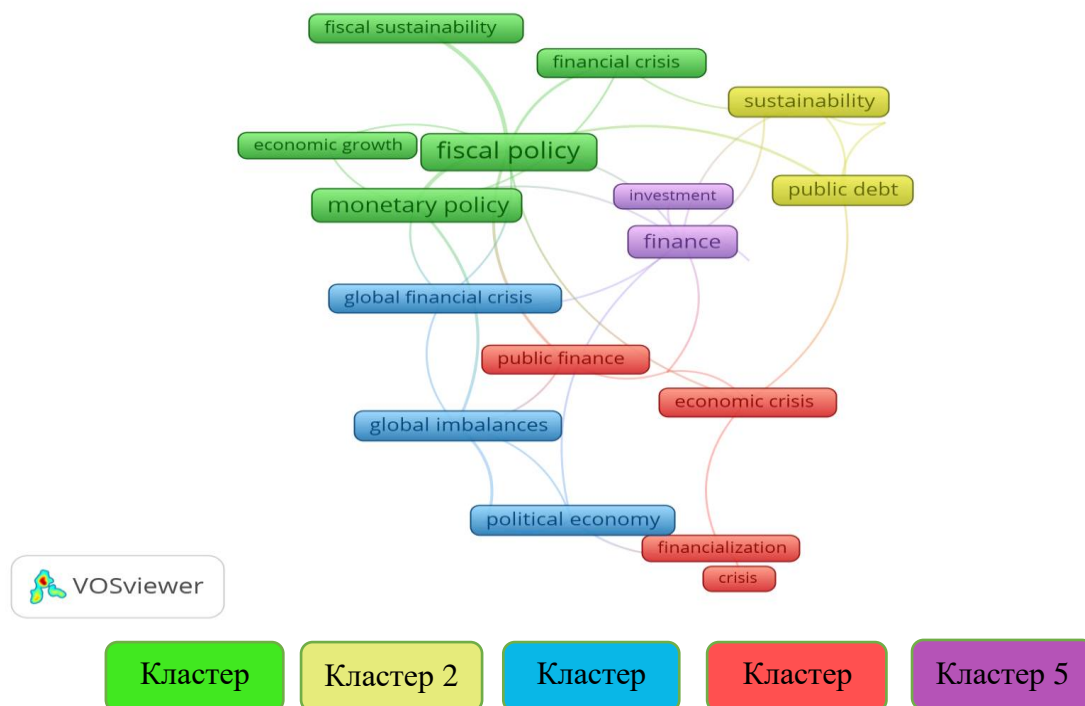 fiscal sustainability
financial crisis
sustainability
economic growth
fiscal policy
public debt
investment
monetary policy
finance
global financial crisis
public finance
economic crisis
global imbalances
political economy
financialization
crisis
VOSviewer
Кластер
Кластер 2
Кластер
Кластер
Кластер 5